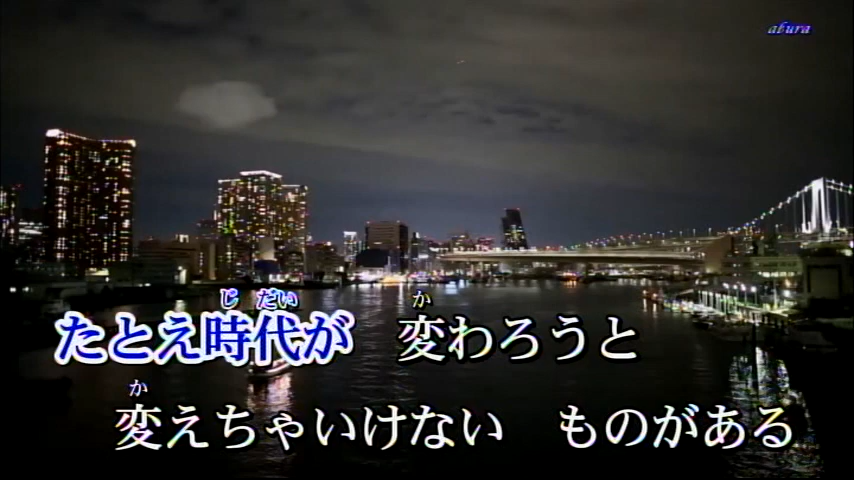 abura
じ だい
か
たとえ時代が 変わろうと
か
変えちゃいけない ものがある